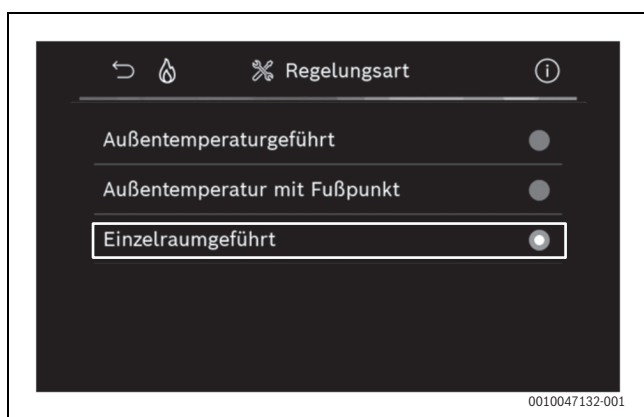 Regelungsart
Außentemperaturgeführt
Außentemperatur mit Fußpunkt
Einzelraumgeführt
0010047132-001